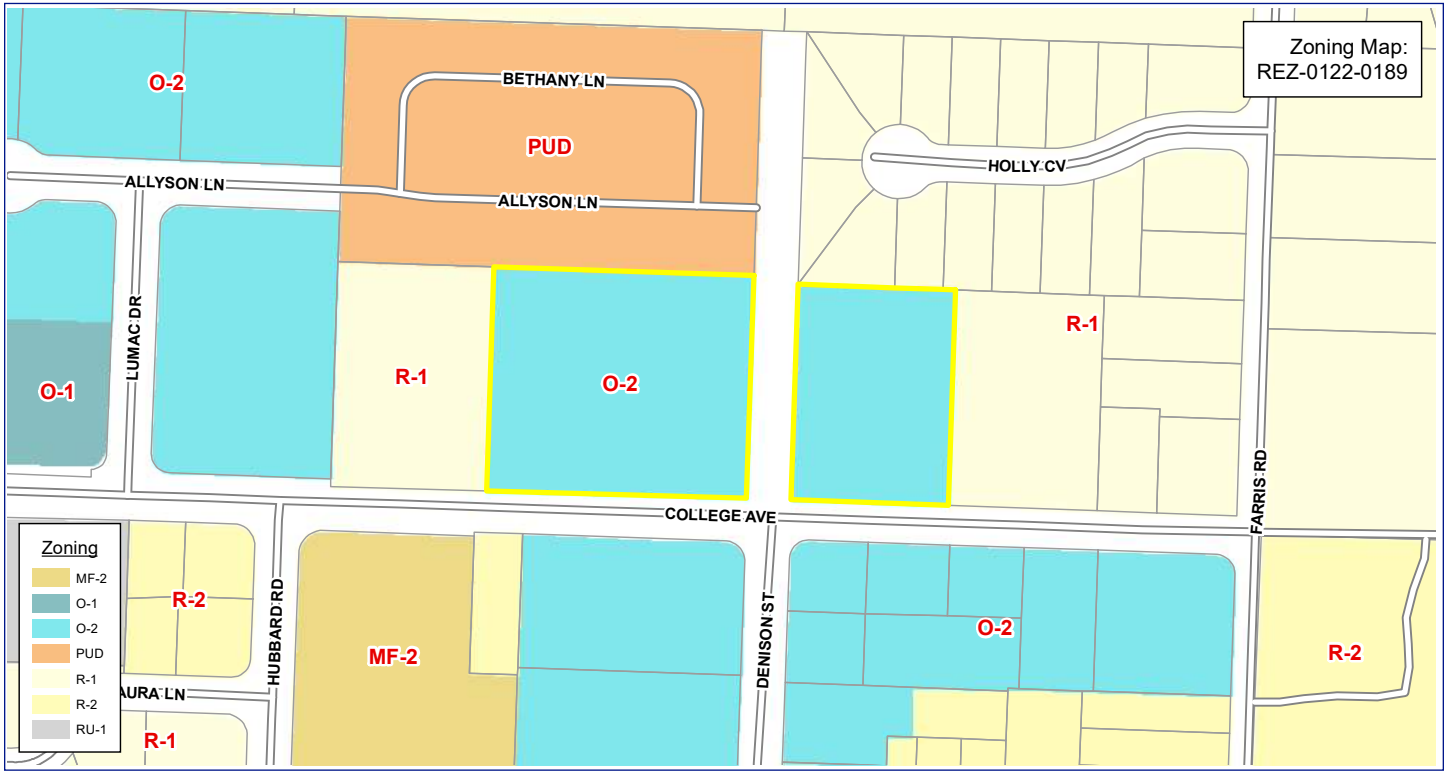 Zoning Map:
REZ-0122-0189
O-2
BETHANY LN
PUD
HOLLY CV
ALLYSON LN
ALLYSON LN
LUMAC DR
R-1
R-1
O-2
O-1
COLLEGE AVE
FARRIS RD
HUBBARD RD
DENISON ST
R-2
MF-2
O-2
R-2
AURA LN
R-1
Zoning
MF-2
O-1
O-2
PUD
R-1
R-2
RU-1